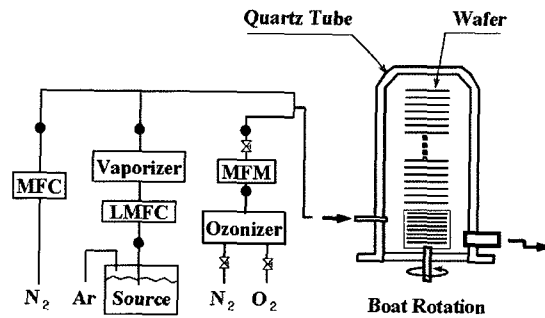 Quartz Tube
Wafer
Vaporizer
MFC
MFM
LMFC
Ozonizer
N₂
Ar
Source
N₂
O₂
Boat Rotation